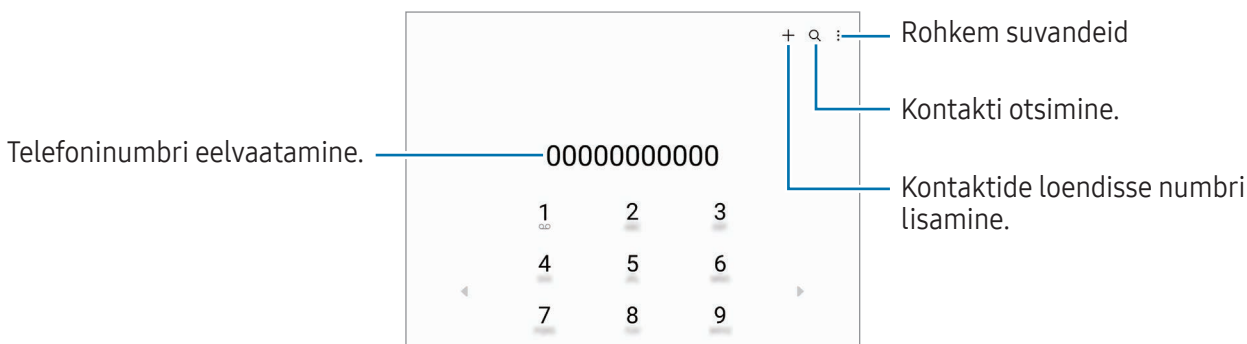 Rohkem suvandeid
Kontakti otsimine.
Telefoninumbri eelvaatamine.
00000000000
Kontaktide loendisse numbri
lisamine.
1 2 3
4 5 6
7 8 9